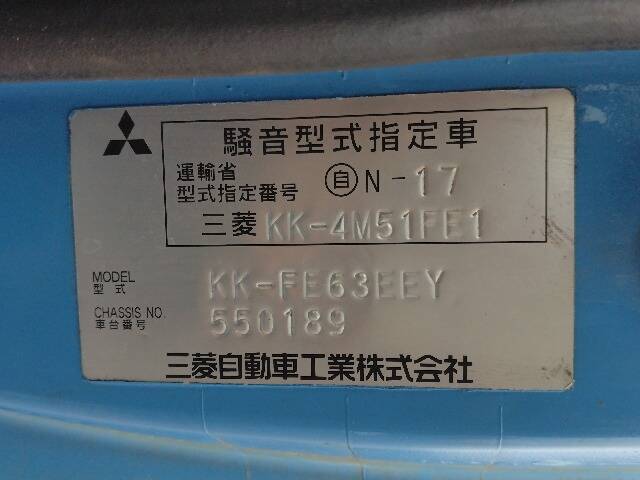 騒音型式指定車
運輸省
型式指定番号 自 N-17
三菱 KK-4M51FE1
MODEL
型式 KK-FE63EEY
CHASSIS NO.
車台番号 550189
三菱自動車工業株式会社